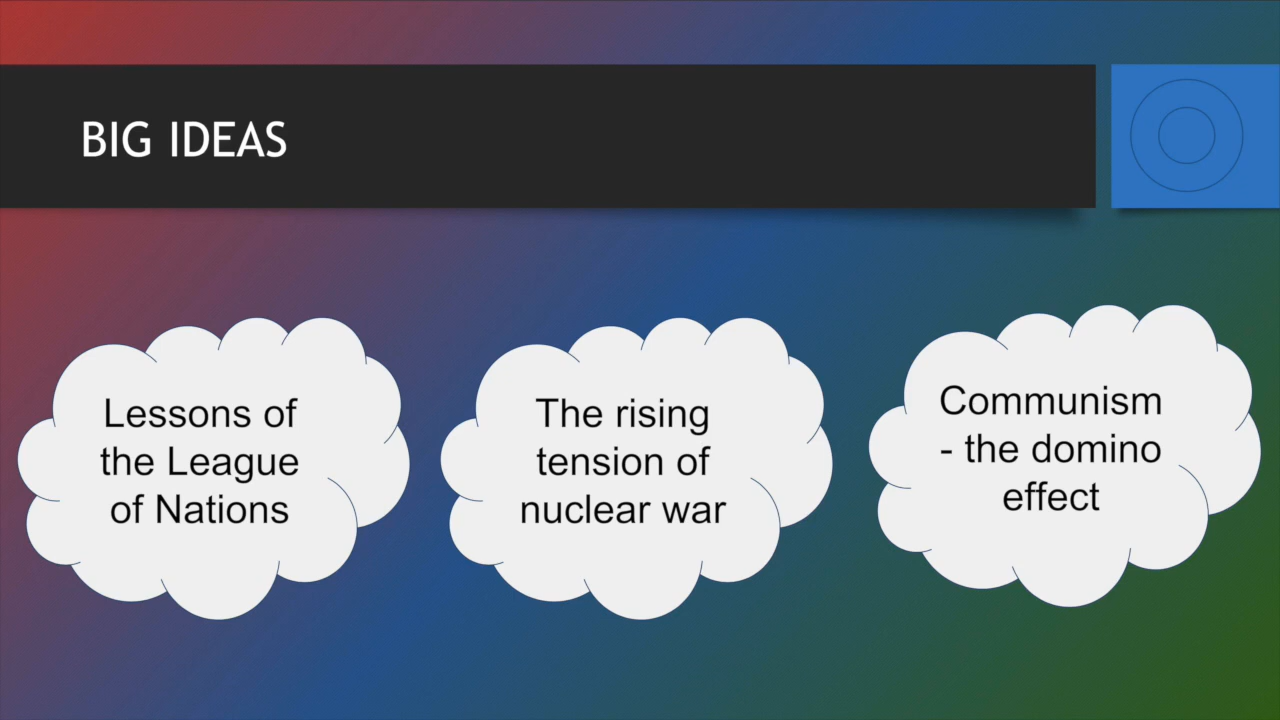 BIG IDEAS
Lessons of
the League
of Nations
The rising
tension of
nuclear war
Communism
- the domino
effect